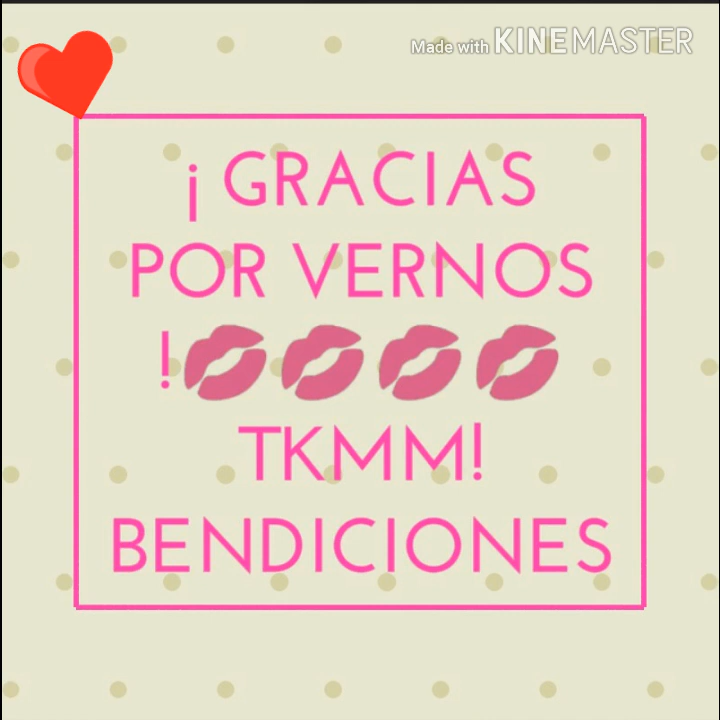 Made with KINEMASTER
¡ GRACIAS
POR VERNOS
!💋💋💋💋
TKMM!
BENDICIONES